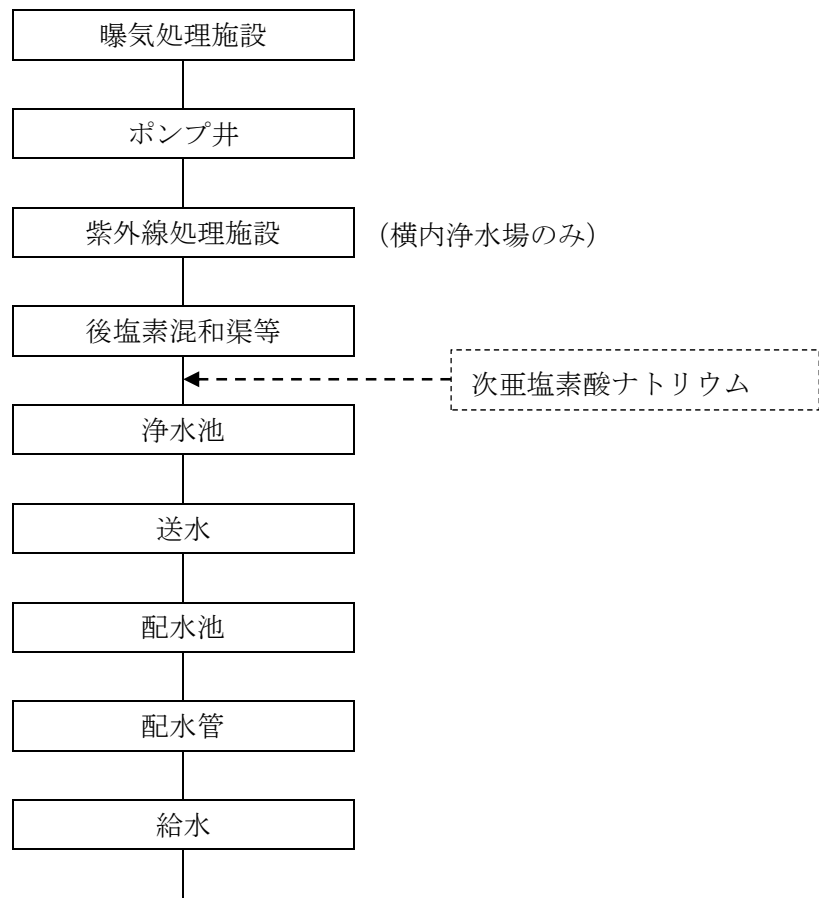 曝気処理施設
ポンプ井
紫外線処理施設
（横内浄水場のみ）
後塩素混和渠等
次亜塩素酸ナトリウム
浄水池
送水
配水池
配水管
給水